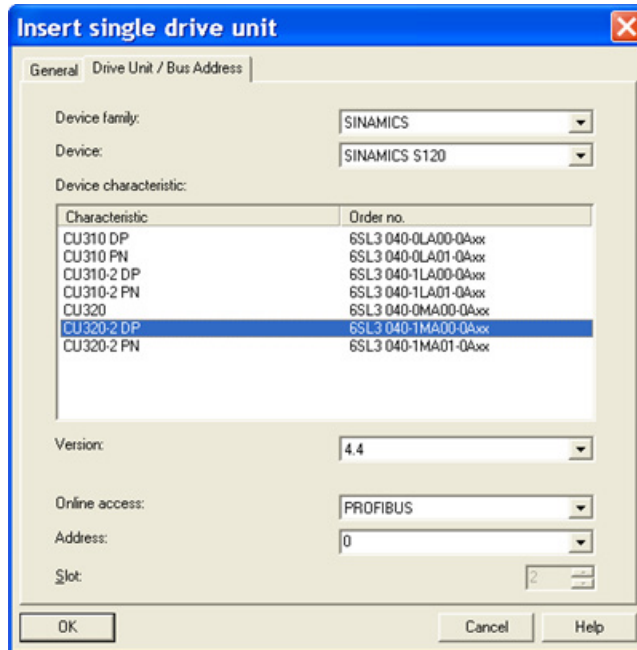 Insert single drive unit
General Drive Unit / Bus Address
Device family: SINAMICS
Device: SINAMICS S120
Device characteristic:
Characteristic Order no.
CU310 DP 6SL3 040-0LA00-0Axx
CU310 PN 6SL3 040-0LA01-0Axx
CU310-2 DP 6SL3 040-1LA00-0Axx
CU310-2 PN 6SL3 040-1LA01-0Axx
CU320 6SL3 040-0MA00-0Axx
CU320-2 DP 6SL3 040-1MA00-0Axx
CU320-2 PN 6SL3 040-1MA01-0Axx
Version: 4.4
Online access: PROFIBUS
Address: 0
Slot: 2
OK Cancel Help